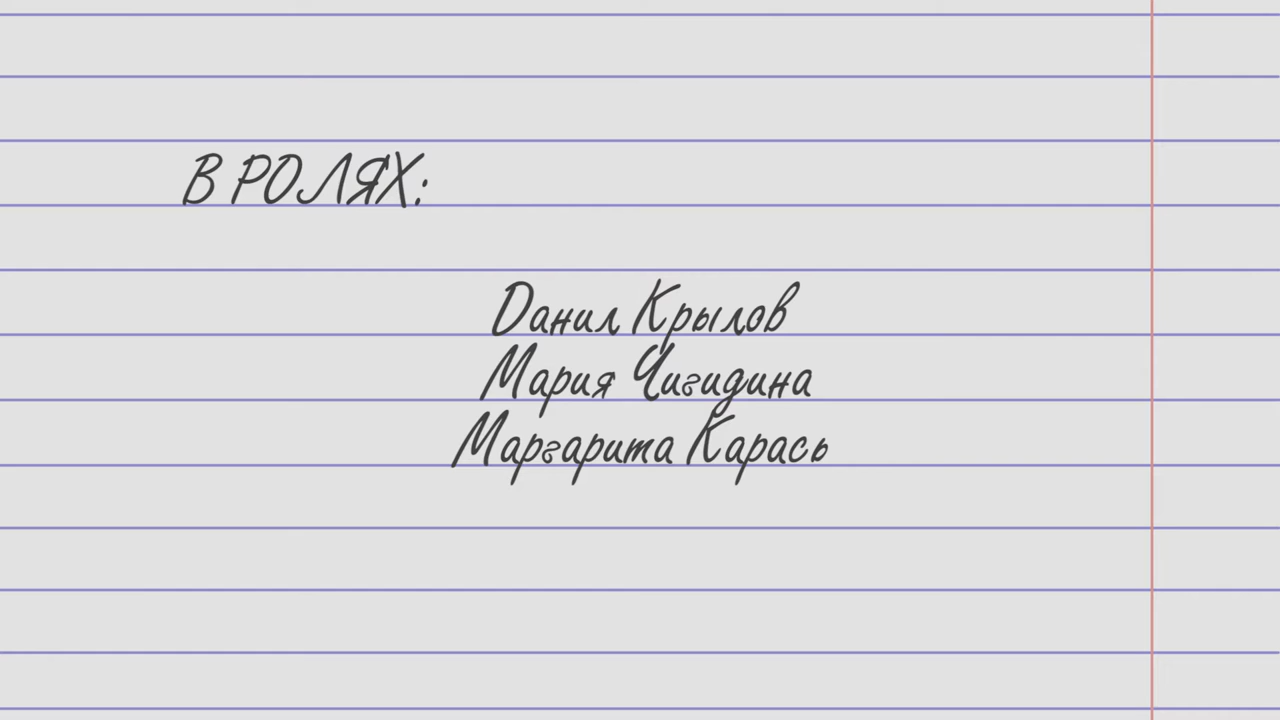 В РОЛЯХ:
Данил Крылов
Мария Чигидина
Маргарита Карась